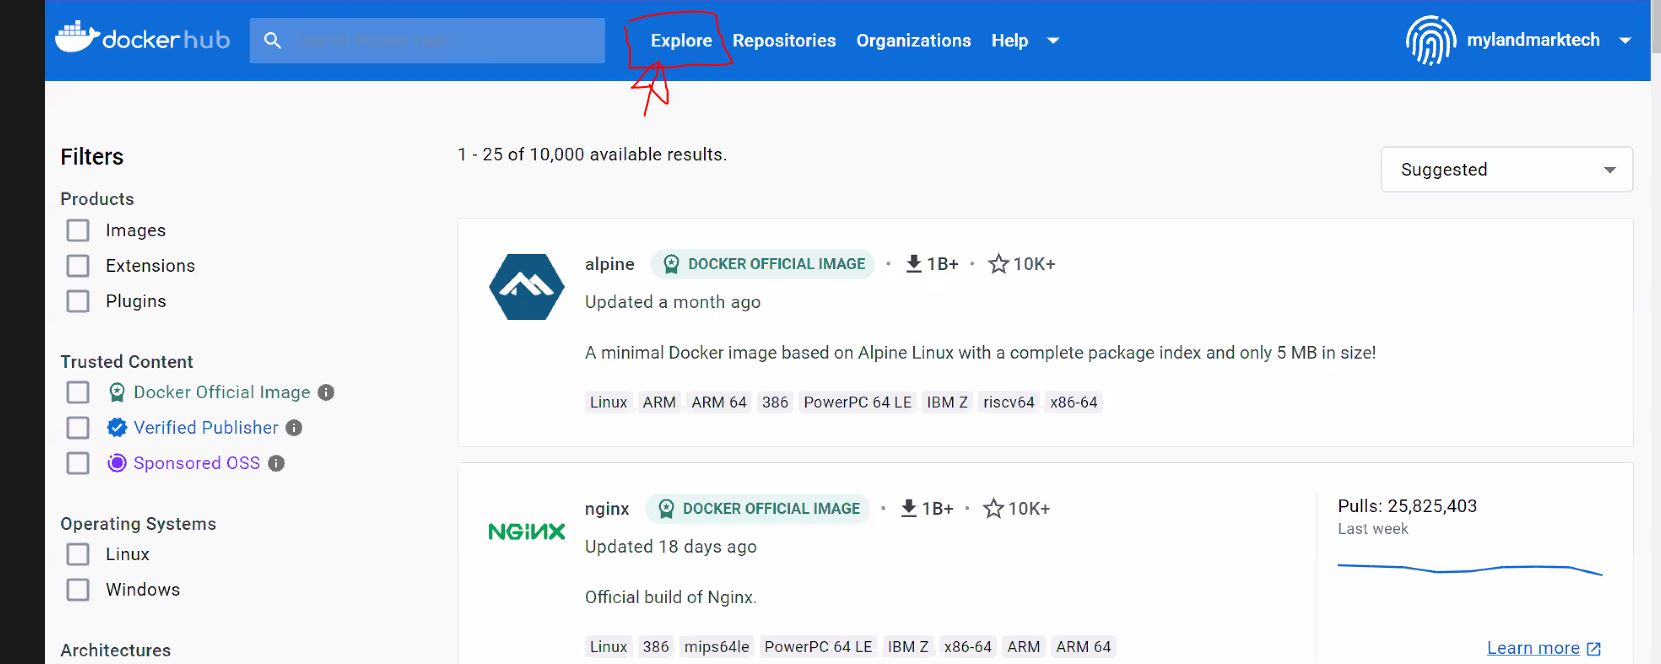 docker hub
Explore Repositories Organizations Help
mylandmarktech
Filters
Products
Images
Extensions
Plugins
Trusted Content
Docker Official Image
Verified Publisher
Sponsored OSS
Operating Systems
Linux
Windows
Architectures
1 - 25 of 10,000 available results.
Suggested
alpine DOCKER OFFICIAL IMAGE · 1B+ · 10K+
Updated a month ago
A minimal Docker image based on Alpine Linux with a complete package index and only 5 MB in size!
Linux ARM ARM 64 386 PowerPC 64 LE IBM Z riscv64 x86-64
NGINX
nginx DOCKER OFFICIAL IMAGE · 1B+ · 10K+
Updated 18 days ago
Official build of Nginx.
Linux 386 mips64le PowerPC 64 LE IBM Z x86-64 ARM ARM 64
Pulls: 25,825,403
Last week
Learn more